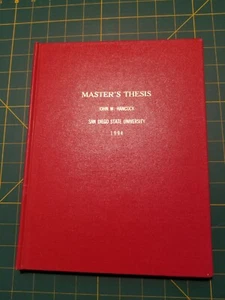 MASTER'S THESIS
JOHN W. HANCOCK
SAN DIEGO STATE UNIVERSITY
1994